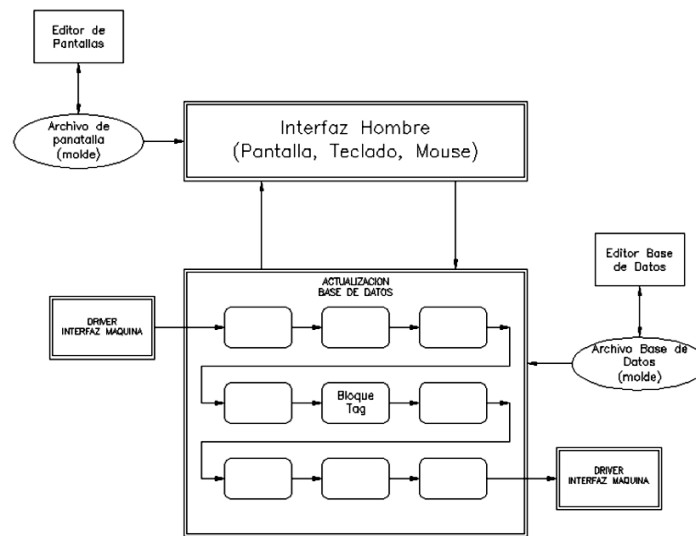 Editor de
Pantallas
Archivo de
panatalla
(molde)
Interfaz Hombre
(Pantalla, Teclado, Mouse)
Editor Base
de Datos
ACTUALIZACION
BASE DE DATOS
DRIVER
INTERFAZ MAQUINA
Archivo Base de
Datos
(molde)
Bloque
Tag
DRIVER
INTERFAZ MAQUINA